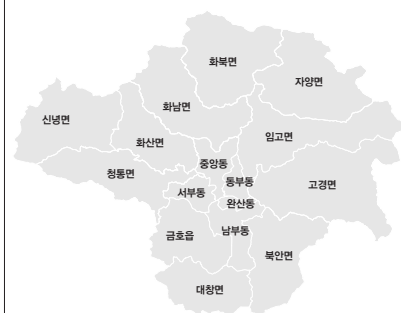 화북면
자양면
화남면
신녕면
임고면
화산면
중앙동
청통면
동부동
고경면
서부동
완산동
남부동
금호읍
북안면
대창면